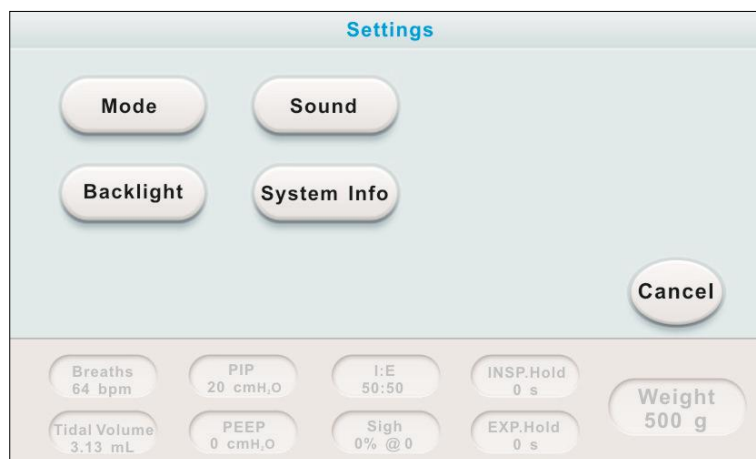 Settings
Mode
Sound
Backlight
System Info
Cancel
Breaths
64 bpm
PIP
20 cmH₂O
I:E
50:50
INSP.Hold
0 s
Tidal Volume
3.13 mL
PEEP
0 cmH₂O
Sigh
0% @0
EXP.Hold
0 s
Weight
500 g